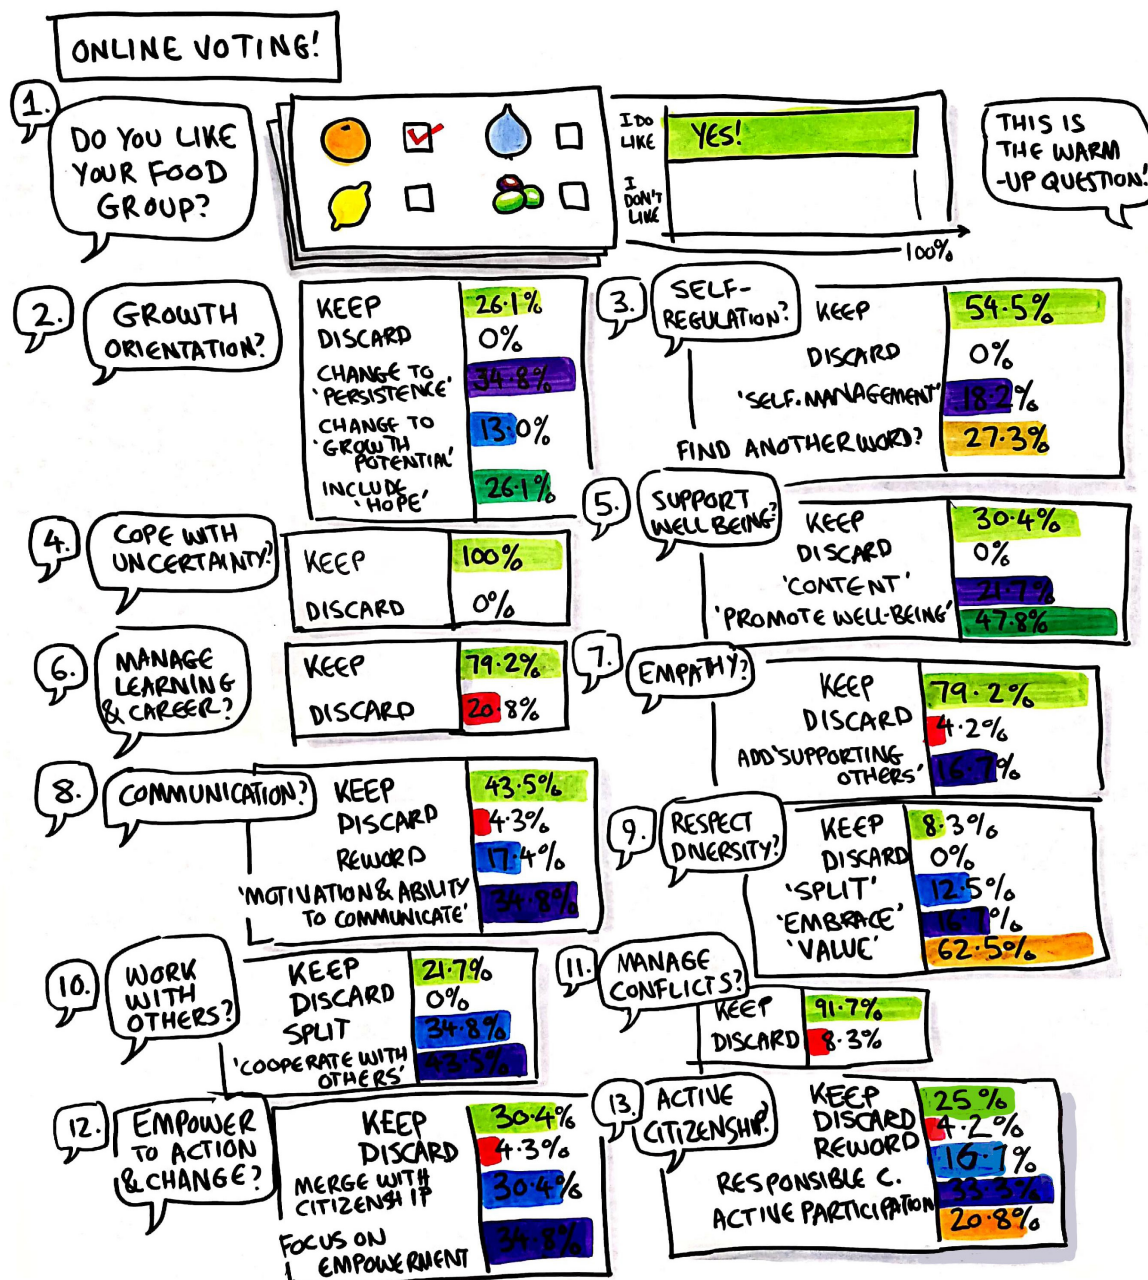 ONLINE VOTING!
1.
DO YOU LIKE
YOUR FOOD
GROUP?
I DO
LIKE
YES!
I
DON'T
LIKE
100%
THIS IS
THE WARM
-UP QUESTION!
2.
GROWTH
ORIENTATION?
KEEP 26.1%
DISCARD 0%
CHANGE TO
'PERSISTENCE' 34.8%
CHANGE TO
'GROWTH
POTENTIAL' 13.0%
INCLUDE
'HOPE' 26.1%
3.
SELF-
REGULATION?
KEEP 54.5%
DISCARD 0%
'SELF-MANAGEMENT' 18.2%
FIND ANOTHER WORD? 27.3%
4.
COPE WITH
UNCERTAINTY?
KEEP 100%
DISCARD 0%
5.
SUPPORT
WELL BEING?
KEEP 30.4%
DISCARD 0%
'CONTENT' 21.7%
'PROMOTE WELL-BEING' 47.8%
6.
MANAGE
LEARNING
& CAREER?
KEEP 79.2%
DISCARD 20.8%
7.
EMPATHY?
KEEP 79.2%
DISCARD 4.2%
ADD 'SUPPORTING
OTHERS' 16.7%
8.
COMMUNICATION?
KEEP 43.5%
DISCARD 4.3%
REWORD 17.4%
'MOTIVATION & ABILITY
TO COMMUNICATE' 34.8%
9.
RESPECT
DIVERSITY?
KEEP 8.3%
DISCARD 0%
'SPLIT' 12.5%
'EMBRACE' 16.7%
'VALUE' 62.5%
10.
WORK
WITH
OTHERS?
KEEP 21.7%
DISCARD 0%
SPLIT 34.8%
'COOPERATE WITH
OTHERS' 43.5%
11.
MANAGE
CONFLICTS?
KEEP 91.7%
DISCARD 8.3%
12.
EMPOWER
TO ACTION
& CHANGE?
KEEP 30.4%
DISCARD 4.3%
MERGE WITH
CITIZENSHIP 30.4%
FOCUS ON
EMPOWERMENT 34.8%
13.
ACTIVE
CITIZENSHIP?
KEEP 25%
DISCARD 4.2%
REWORD 16.7%
RESPONSIBLE C. 33.3%
ACTIVE PARTICIPATION 20.8%